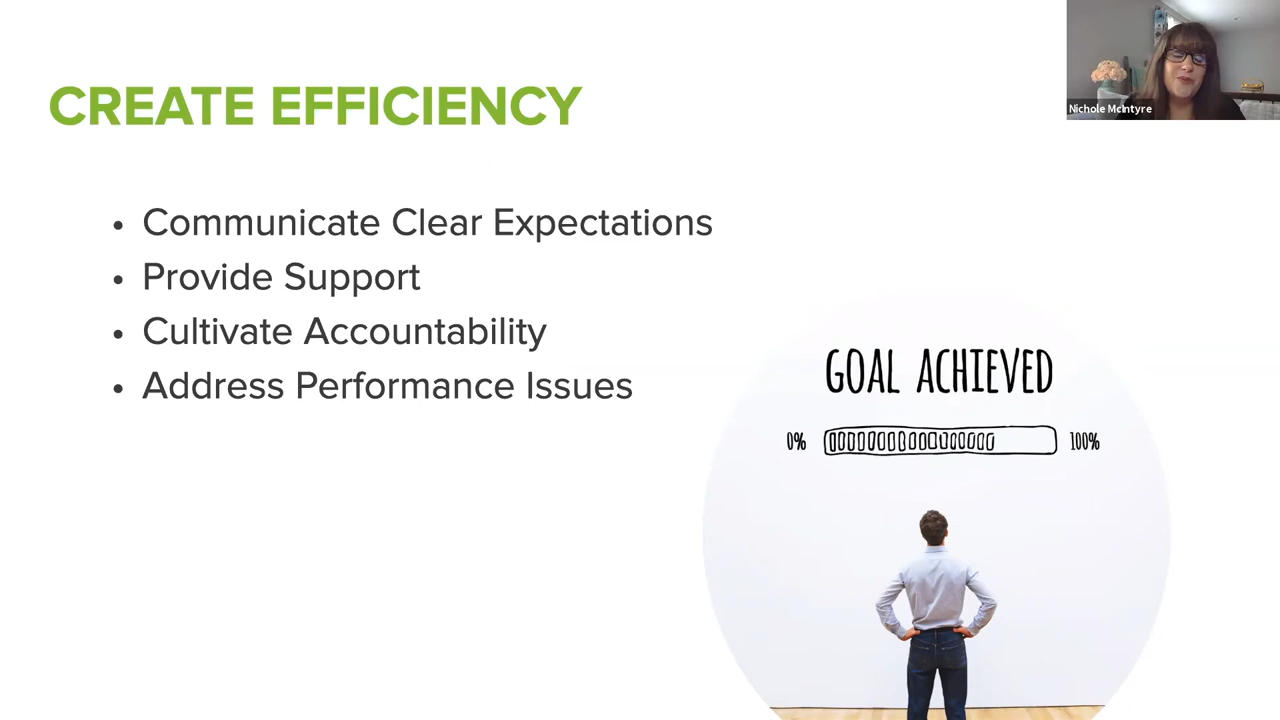 CREATE EFFICIENCY
Nichole McIntyre
• Communicate Clear Expectations
• Provide Support
• Cultivate Accountability
• Address Performance Issues
GOAL ACHIEVED
0% 100%